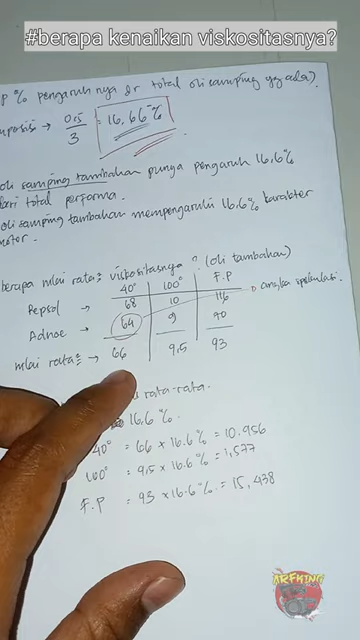 #berapa kenaikan viskositasnya?
% pengaruhnya dr total oli samping yg ada?
0,5
3
= 16,66%
oli samping tambahan punya pengaruh 16,6%
dari total performa.
oli samping tambahan mempengaruhi 16.6% karakter
motor.
berapa nilai rata² viskositasnya? (oli tambahan)
40° 100° F.P
Repsol → 68 10 116
Adnoc → 64 9 70
→ angka spekulasi.
nilai rata² → 66 9,5 93
rata-rata.
16.6%.
40° = 66 x 16.6% = 10.956
100° = 9,5 x 16.6% = 1,577
F.P = 93 x 16.6% = 15,438
ARFKING